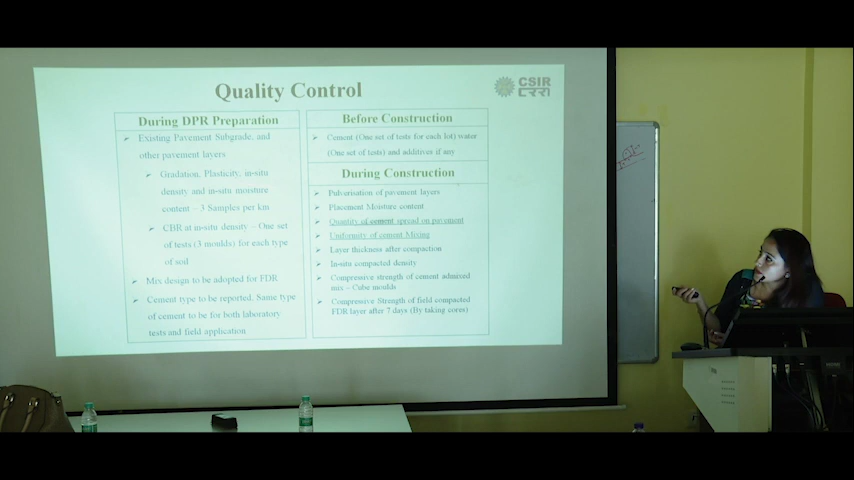 Quality Control
CSIR
During DPR Preparation
Existing Pavement Subgrade, and
other pavement layers
Gradation, Plasticity, in-situ
density and in-situ moisture
content – 3 Samples per km
CBR at in-situ density – One set
of tests (3 moulds) for each type
of soil
Mix design to be adopted for FDR
Cement type to be reported, Same type
of cement to be for both laboratory
tests and field application
Before Construction
Cement (One set of tests for each lot) water
(One set of tests) and additives if any
During Construction
Pulverisation of pavement layers
Placement Moisture content
Quantity of cement spread on pavement
Uniformity of cement Mixing
Layer thickness after compaction
In-situ compacted density
Compressive strength of cement admixed
mix – Cube moulds
Compressive Strength of field compacted
FDR layer after 7 days (By taking cores)